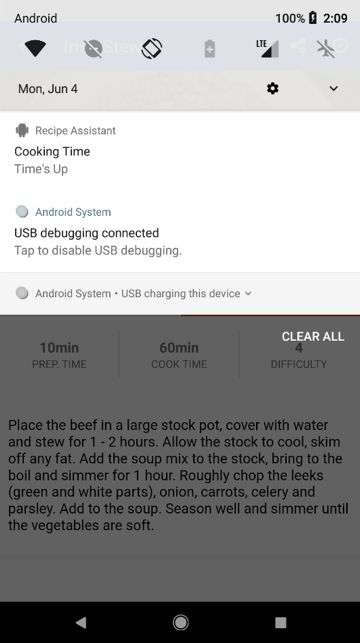 Android
100%
2:09
Irish Stew
LTE
Mon, Jun 4
Recipe Assistant
Cooking Time
Time's Up
Android System
USB debugging connected
Tap to disable USB debugging.
Android System • USB charging this device
CLEAR ALL
10min
60min
4
PREP. TIME
COOK TIME
DIFFICULTY
Place the beef in a large stock pot, cover with water
and stew for 1 - 2 hours. Allow the stock to cool, skim
off any fat. Add the soup mix to the stock, bring to the
boil and simmer for 1 hour. Roughly chop the leeks
(green and white parts), onion, carrots, celery and
parsley. Add to the soup. Season well and simmer until
the vegetables are soft.